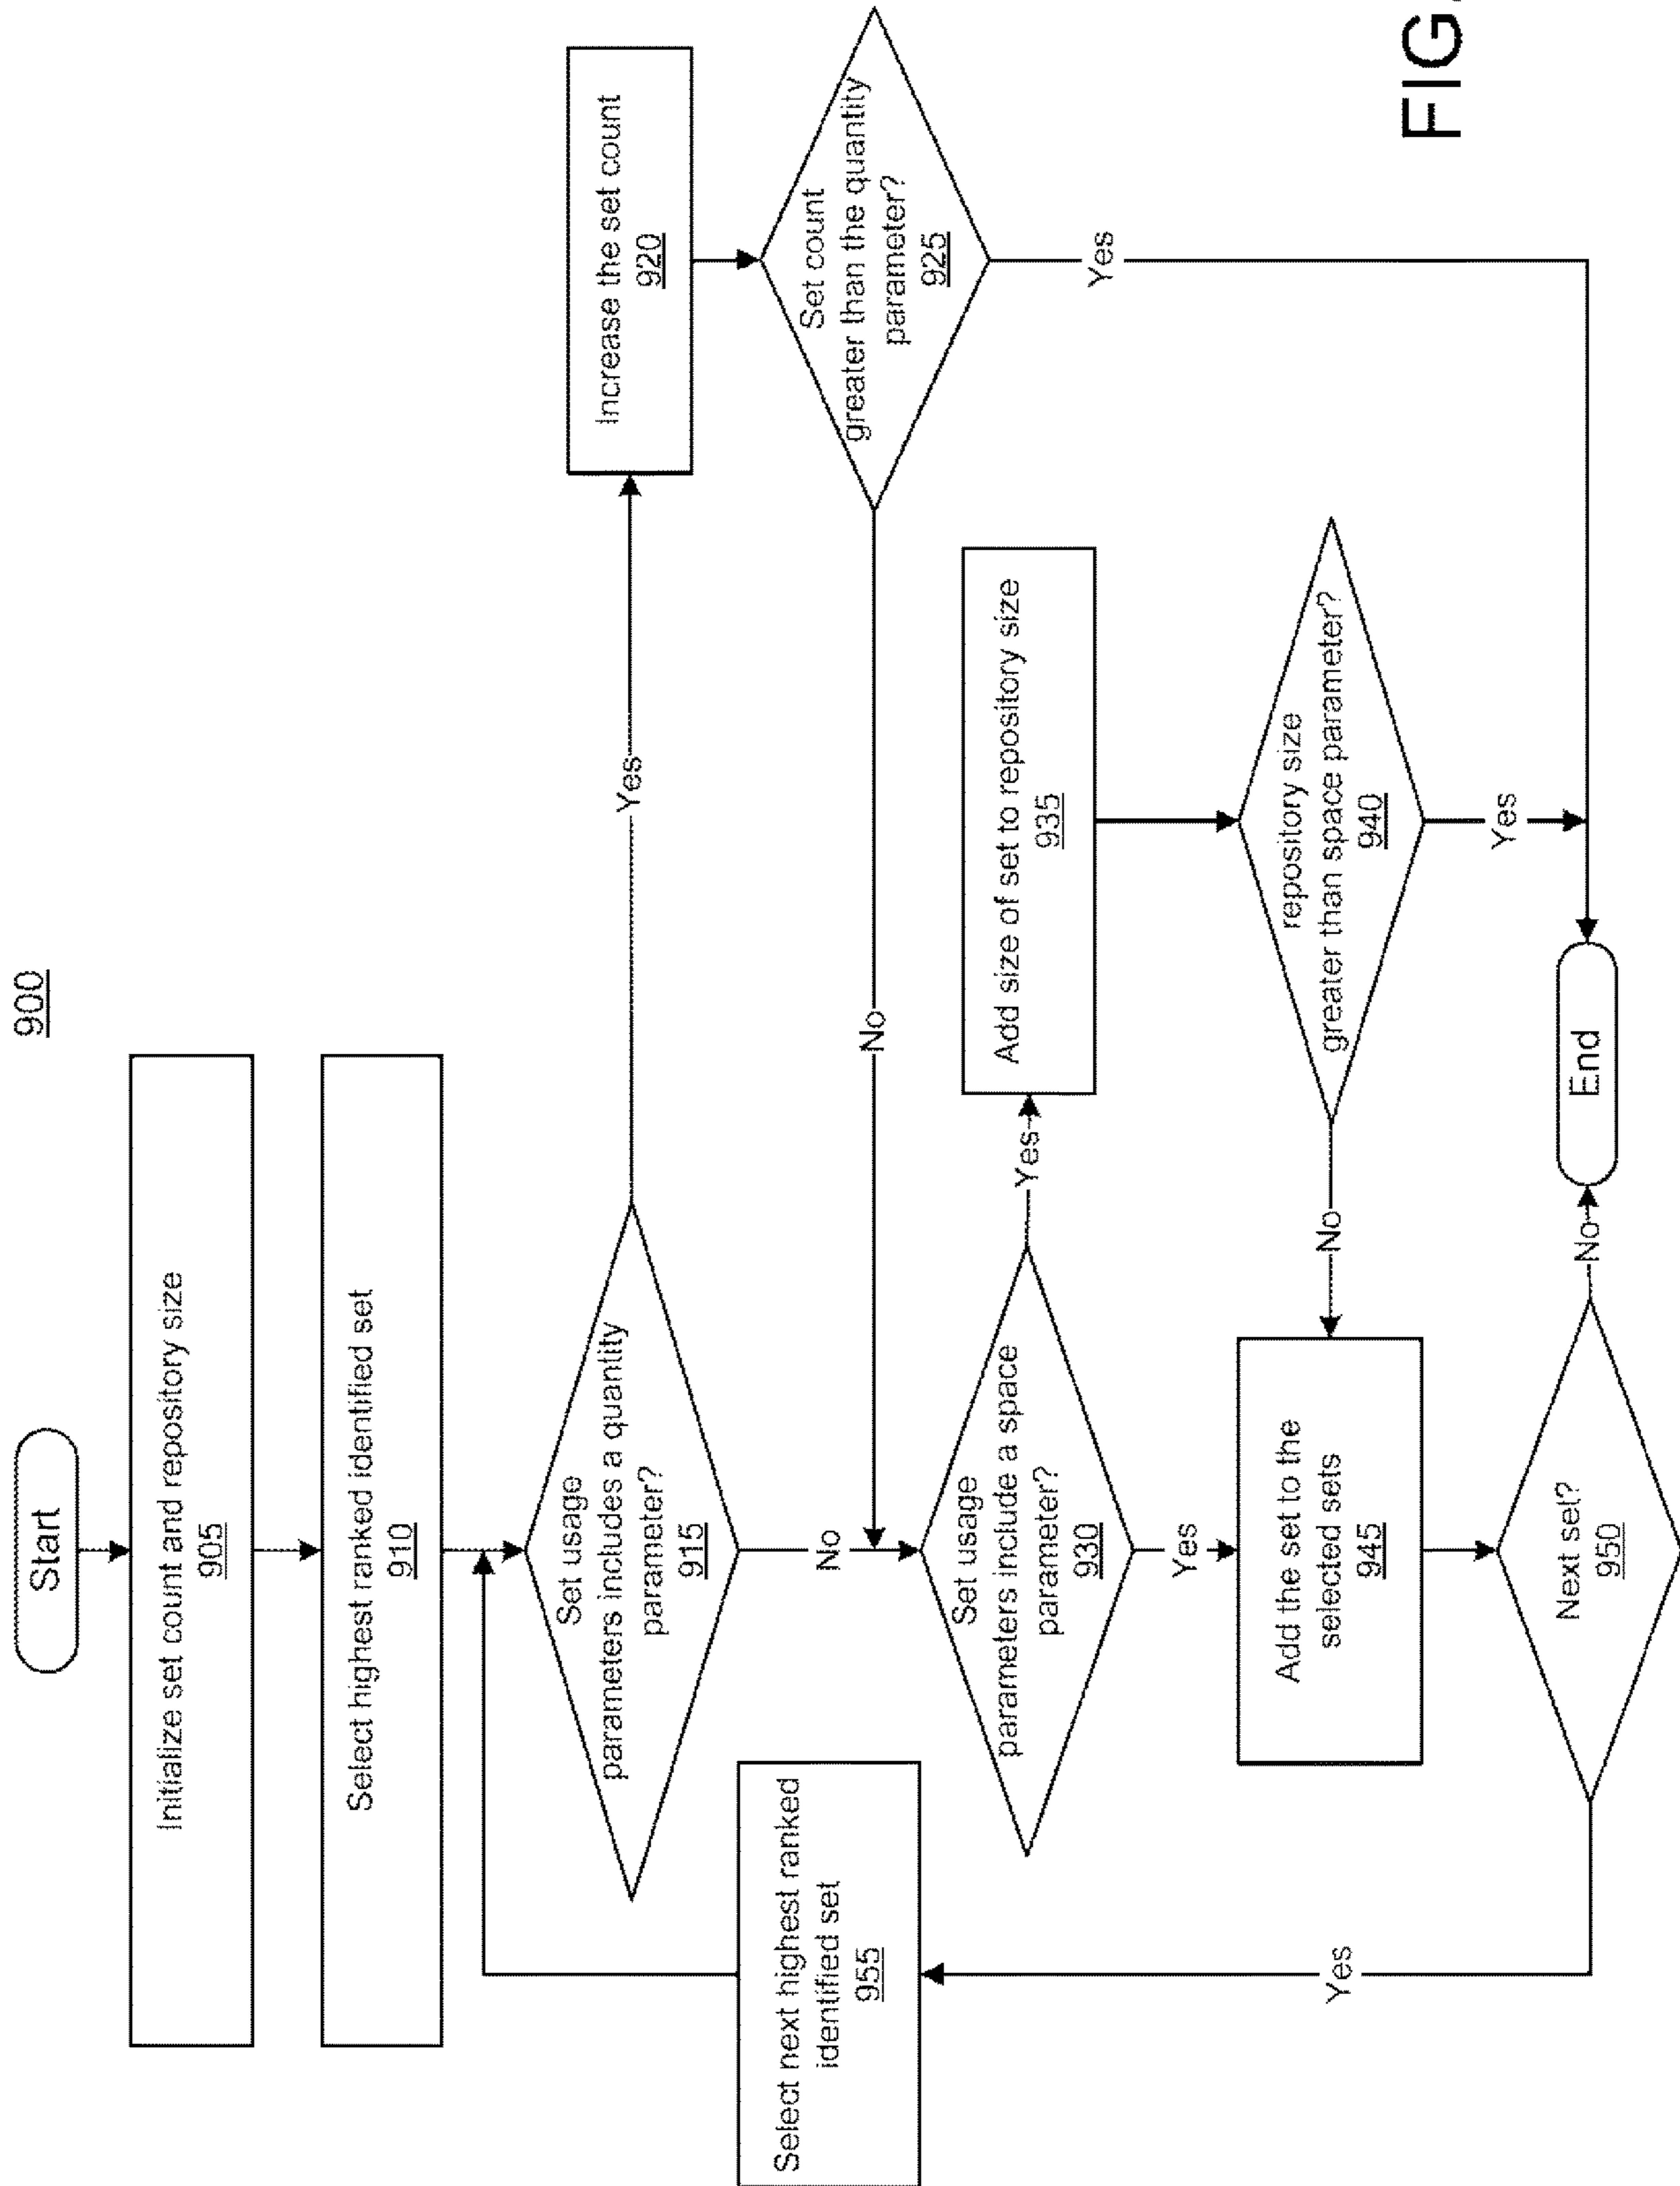 900
Start
Initialize set count and repository size
905
Select highest ranked identified set
910
Set usage
parameters includes a quantity
parameter?
915
Yes
Increase the set count
920
Set count
greater than the quantity
parameter?
925
Yes
No
No
Set usage
parameters include a space
parameter?
930
Yes
Add size of set to repository size
935
repository size
greater than space parameter?
940
Yes
No
Yes
Add the set to the
selected sets
945
Next set?
950
No
End
Yes
Select next highest ranked
identified set
955
FIG.